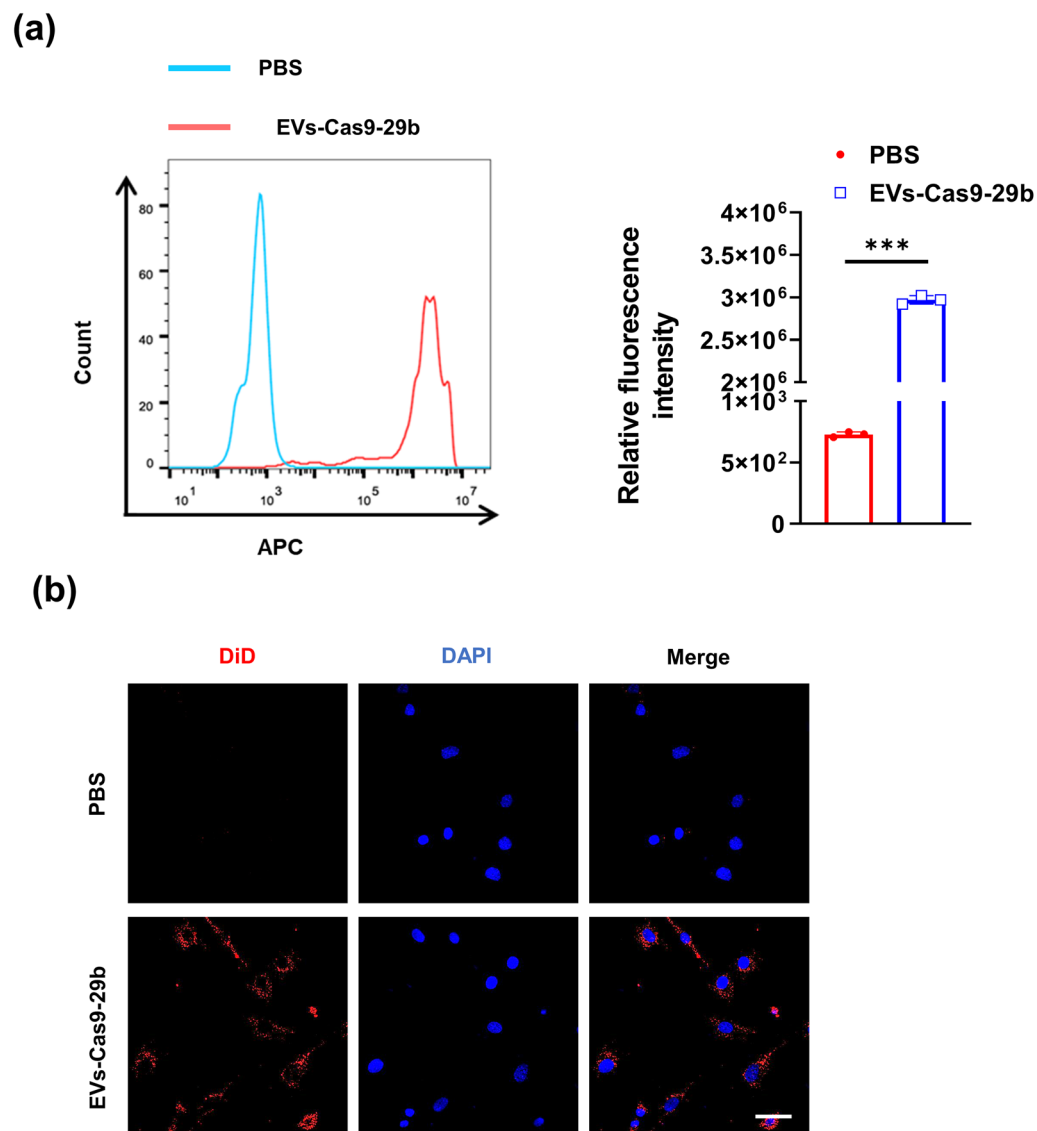 (a)
PBS
EVs-Cas9-29b
80
60
40
20
0
Count
10¹
10³
10⁵
10⁷
APC
PBS
EVs-Cas9-29b
***
4×10⁶
3.5×10⁶
3×10⁶
2.5×10⁶
2×10⁶
1×10³
5×10²
0
Relative fluorescence
intensity
(b)
DiD
DAPI
Merge
PBS
EVs-Cas9-29b